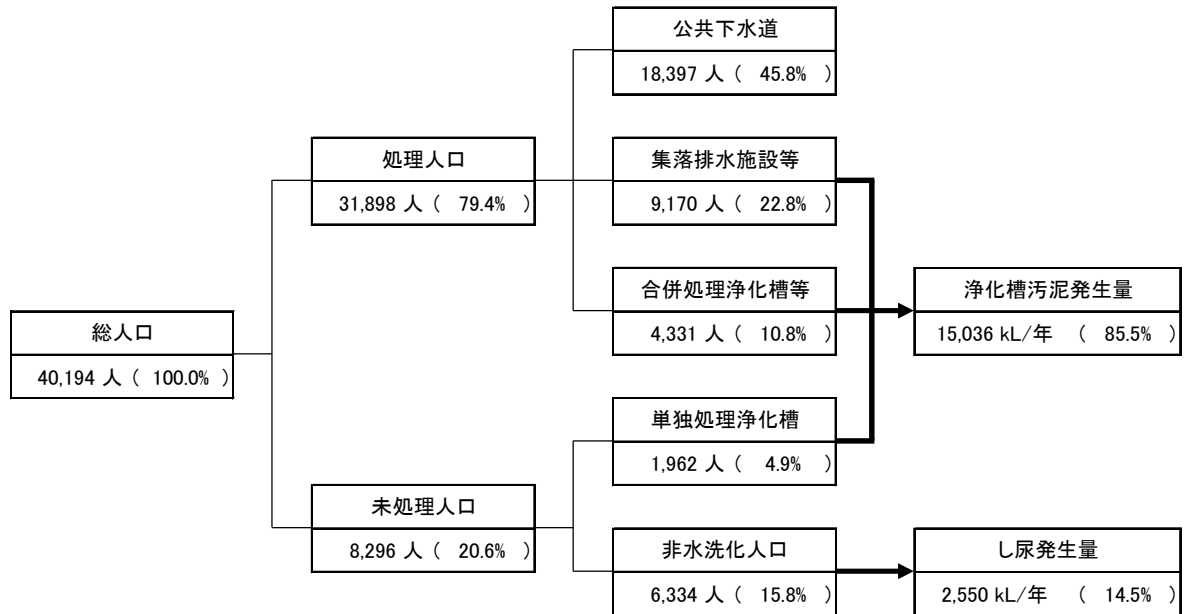 公共下水道
18,397 人 ( 45.8% )
処理人口
31,898 人 ( 79.4% )
集落排水施設等
9,170 人 ( 22.8% )
合併処理浄化槽等
4,331 人 ( 10.8% )
浄化槽汚泥発生量
15,036 kL/年 ( 85.5% )
総人口
40,194 人 ( 100.0% )
単独処理浄化槽
1,962 人 ( 4.9% )
未処理人口
8,296 人 ( 20.6% )
非水洗化人口
6,334 人 ( 15.8% )
し尿発生量
2,550 kL/年 ( 14.5% )